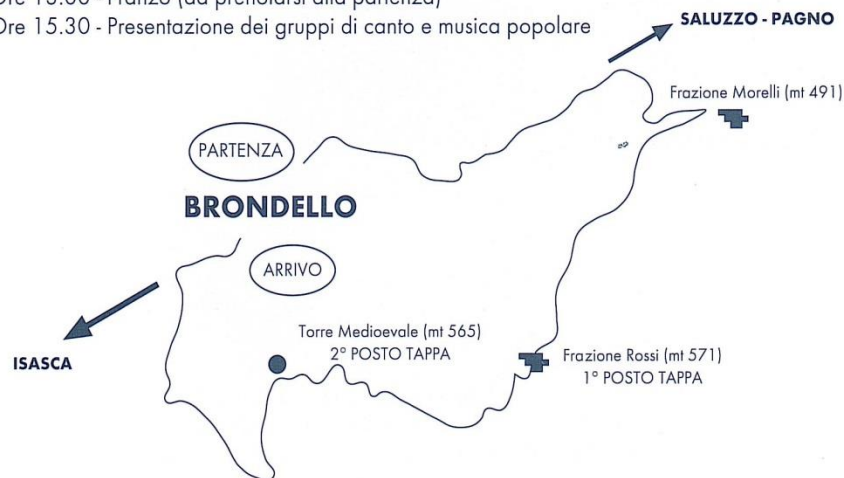 Ore 15.30 - Presentazione dei gruppi di canto e musica popolare
SALUZZO - PAGNO
Frazione Morelli (mt 491)
PARTENZA
BRONDELLO
ARRIVO
Torre Medioevale (mt 565)
2° POSTO TAPPA
ISASCA
Frazione Rossi (mt 571)
1° POSTO TAPPA